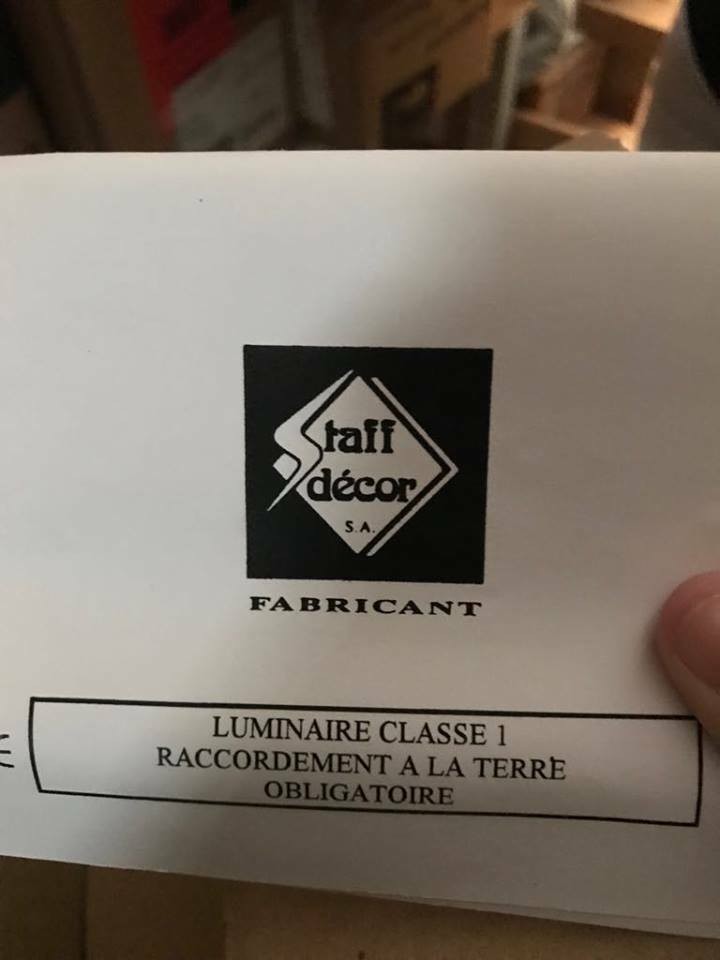 Staff
décor
S.A.
FABRICANT
LUMINAIRE CLASSE 1
RACCORDEMENT A LA TERRE
OBLIGATOIRE